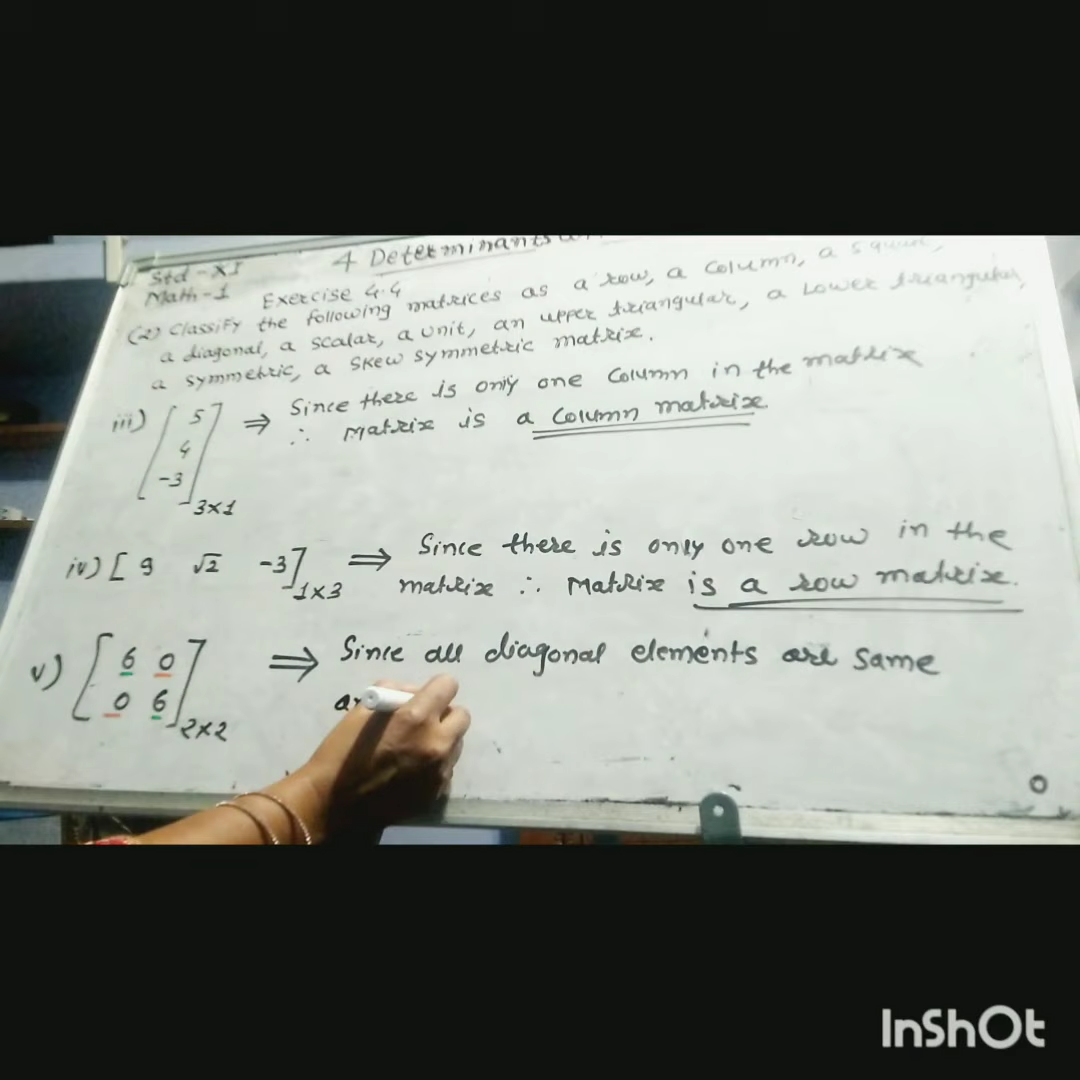 Std - XI 4 Determinants
Math-1 Exercise 4.4
(2) Classify the following matrices as a row, a column, a square,
a diagonal, a scalar, a unit, an upper triangular, a lower triangular,
a symmetric, a skew symmetric matrix.
iii) [ 5 ⇒ Since there is only one column in the matrix
4 ∴ Matrix is a column matrix
-3 ] 3×1
iv) [ 9 √2 -3 ] 1×3 ⇒ Since there is only one row in the
matrix ∴ Matrix is a row matrix.
v) [ 6 0 ⇒ Since all diagonal elements are same
0 6 ] 2×2
InShOt